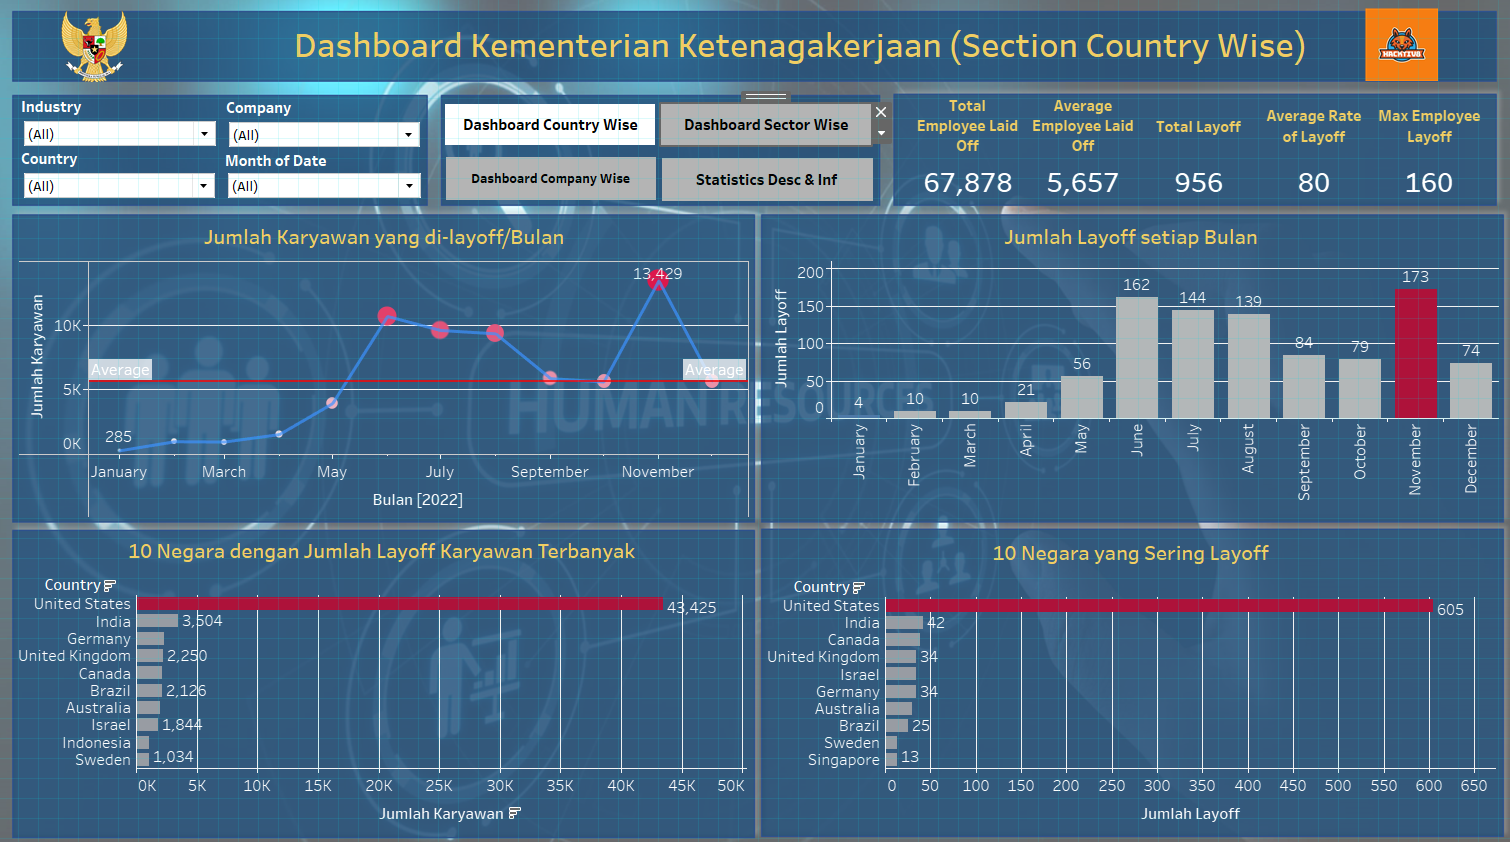 Dashboard Kementerian Ketenagakerjaan (Section Country Wise)
HACKTIV8
Industry
(All)
Company
(All)
Country
(All)
Month of Date
(All)
Dashboard Country Wise
Dashboard Sector Wise
Dashboard Company Wise
Statistics Desc & Inf
Total
Employee Laid
Off
67,878
Average
Employee Laid
Off
5,657
Total Layoff
956
Average Rate
of Layoff
80
Max Employee
Layoff
160
Jumlah Karyawan yang di-layoff/Bulan
Jumlah Karyawan
10K
5K
0K
13,429
Average
Average
285
January
March
May
July
September
November
Bulan [2022]
HUMAN RESOURCES
Jumlah Layoff setiap Bulan
Jumlah Layoff
200
150
100
50
0
4
10
10
21
56
162
144
139
84
79
173
74
January
February
March
April
May
June
July
August
September
October
November
December
10 Negara dengan Jumlah Layoff Karyawan Terbanyak
Country
United States 43,425
India 3,504
Germany
United Kingdom 2,250
Canada
Brazil 2,126
Australia
Israel 1,844
Indonesia
Sweden 1,034
0K 5K 10K 15K 20K 25K 30K 35K 40K 45K 50K
Jumlah Karyawan
10 Negara yang Sering Layoff
Country
United States 605
India 42
Canada
United Kingdom 34
Israel
Germany 34
Australia
Brazil 25
Sweden
Singapore 13
0 50 100 150 200 250 300 350 400 450 500 550 600 650
Jumlah Layoff